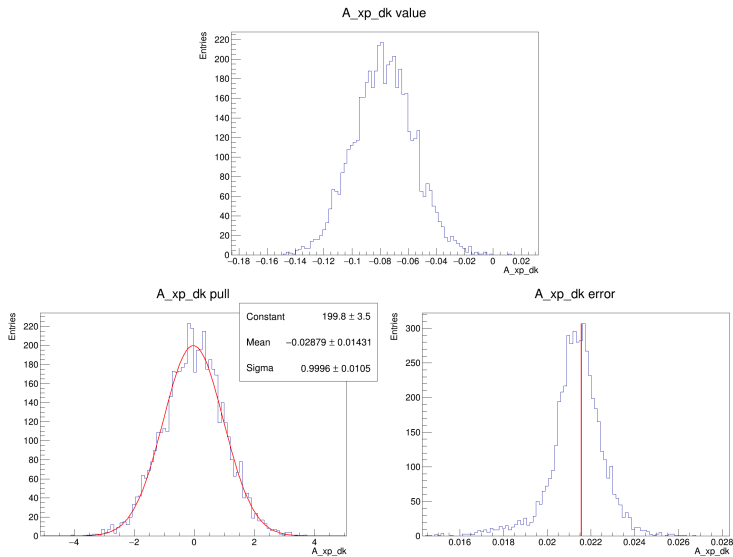 A_xp_dk value
Entries
220
200
180
160
140
120
100
80
60
40
20
0
−0.18 −0.16 −0.14 −0.12 −0.1 −0.08 −0.06 −0.04 −0.02 0 0.02
A_xp_dk
A_xp_dk pull
Entries
220
200
180
160
140
120
100
80
60
40
20
0
−4 −2 0 2 4
A_xp_dk
Constant 199.8 ± 3.5
Mean −0.02879 ± 0.01431
Sigma 0.9996 ± 0.0105
A_xp_dk error
Entries
300
250
200
150
100
50
0
0.016 0.018 0.02 0.022 0.024 0.026 0.028
A_xp_dk